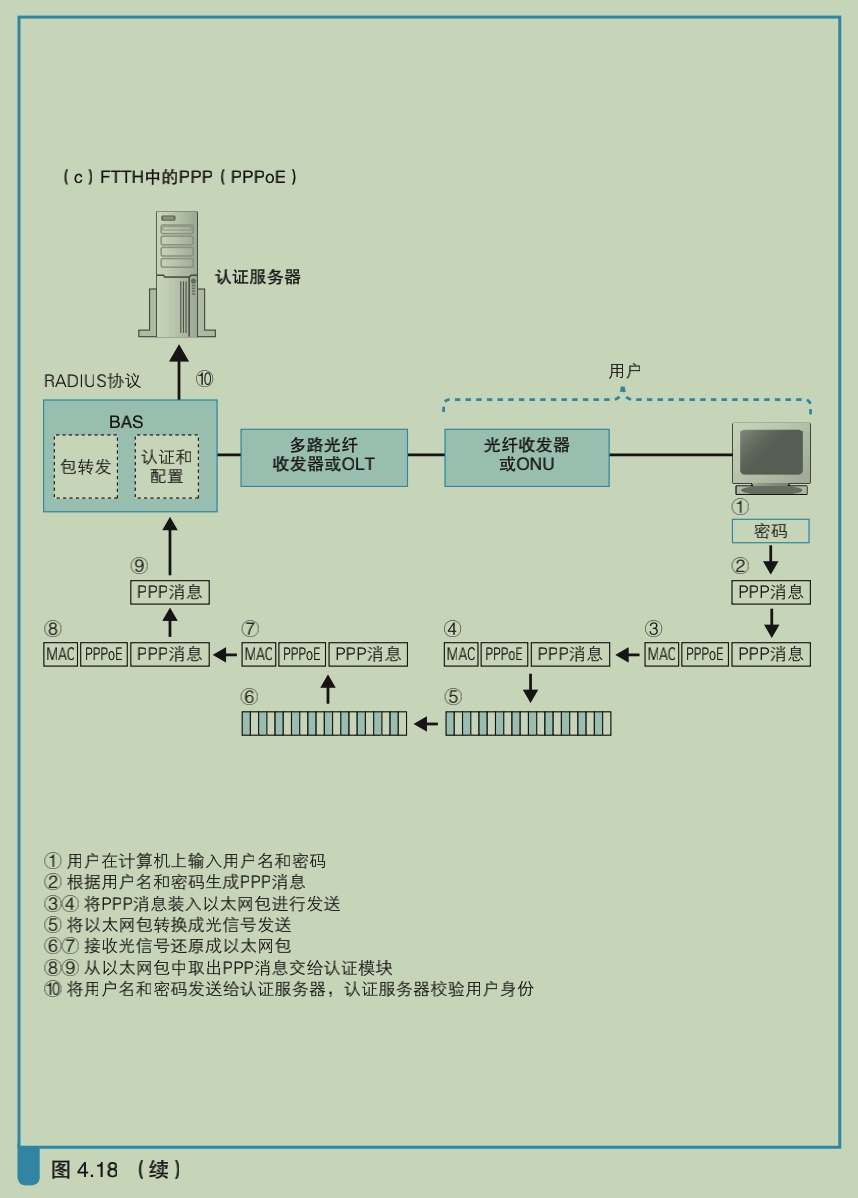 （c）FTTH中的PPP（PPPoE）
认证服务器
⑩
RADIUS协议
用户
BAS
包转发
认证和
配置
多路光纤
收发器或OLT
光纤收发器
或ONU
①
密码
⑨
②
PPP消息
PPP消息
⑧
⑦
④
③
MAC PPPoE PPP消息
MAC PPPoE PPP消息
MAC PPPoE PPP消息
MAC PPPoE PPP消息
⑥
⑤
① 用户在计算机上输入用户名和密码
② 根据用户名和密码生成PPP消息
③④ 将PPP消息装入以太网包进行发送
⑤ 将以太网包转换成光信号发送
⑥⑦ 接收光信号还原成以太网包
⑧⑨ 从以太网包中取出PPP消息交给认证模块
⑩ 将用户名和密码发送给认证服务器，认证服务器校验用户身份
图 4.18 （续）